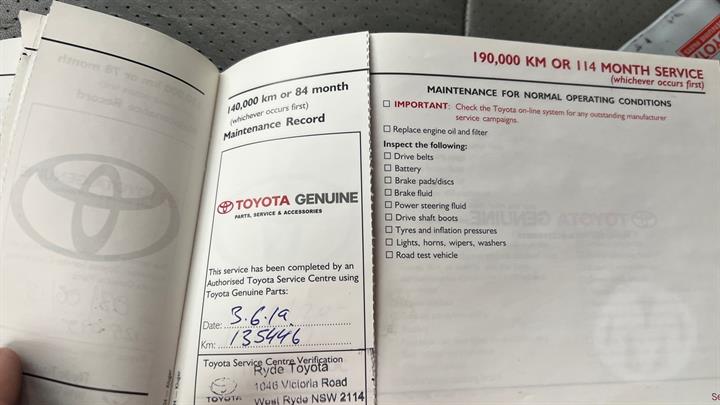 140,000 km or 84 month
(whichever occurs first)
Maintenance Record
TOYOTA GENUINE
PARTS, SERVICE & ACCESSORIES
This service has been completed by an
Authorised Toyota Service Centre using
Toyota Genuine Parts:
Date: 3.6.19
Km: 135446
Toyota Service Centre Verification
TOYOTA
Ryde Toyota
1046 Victoria Road
West Ryde NSW 2114
190,000 KM OR 114 MONTH SERVICE
(whichever occurs first)
MAINTENANCE FOR NORMAL OPERATING CONDITIONS
IMPORTANT: Check the Toyota on-line system for any outstanding manufacturer
service campaigns.
Replace engine oil and filter
Inspect the following:
Drive belts
Battery
Brake pads/discs
Brake fluid
Power steering fluid
Drive shaft boots
Tyres and inflation pressures
Lights, horns, wipers, washers
Road test vehicle